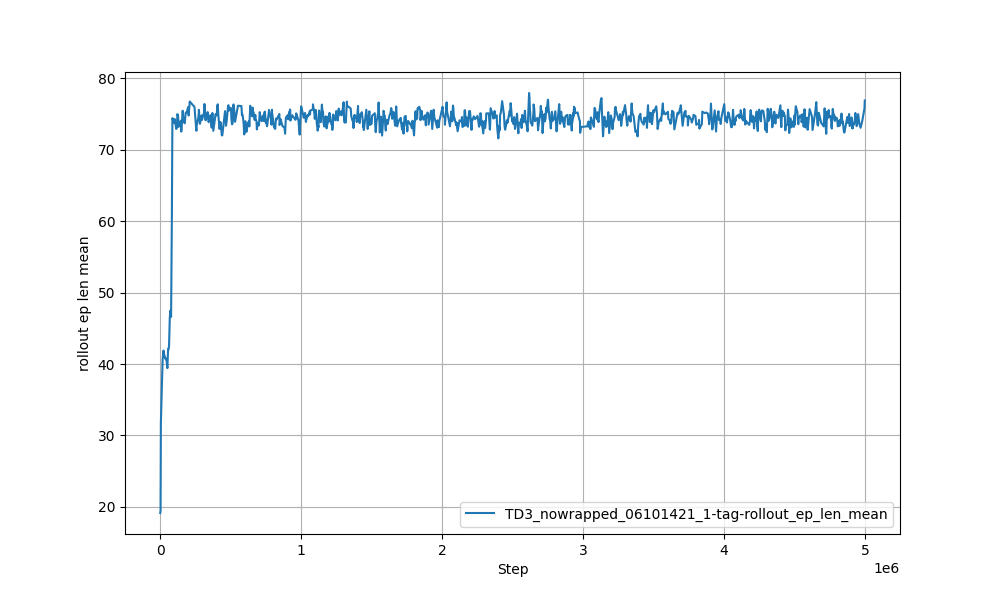 80
70
60
50
40
30
20
rollout ep len mean
TD3_nowrapped_06101421_1-tag-rollout_ep_len_mean
0 1 2 3 4 5
1e6
Step